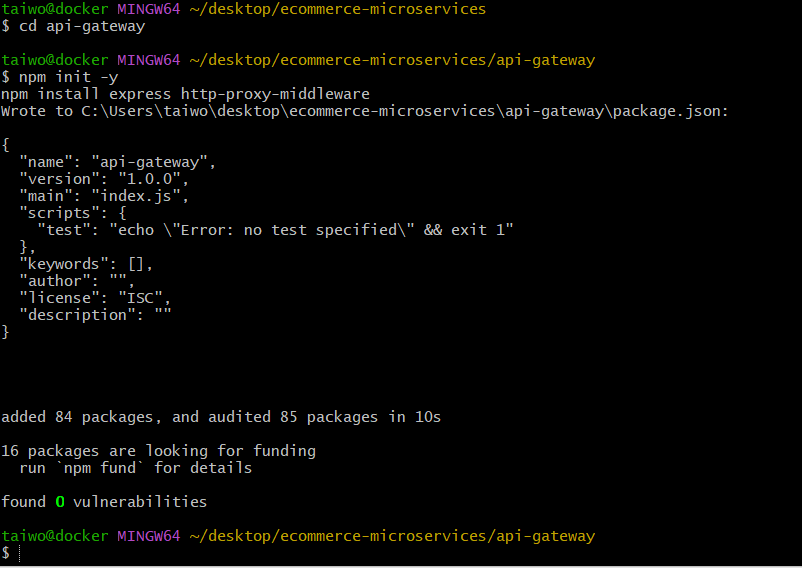 taiwo@docker MINGW64 ~/desktop/ecommerce-microservices
$ cd api-gateway
taiwo@docker MINGW64 ~/desktop/ecommerce-microservices/api-gateway
$ npm init -y
npm install express http-proxy-middleware
Wrote to C:\Users\taiwo\desktop\ecommerce-microservices\api-gateway\package.json:
{
  "name": "api-gateway",
  "version": "1.0.0",
  "main": "index.js",
  "scripts": {
    "test": "echo \"Error: no test specified\" && exit 1"
  },
  "keywords": [],
  "author": "",
  "license": "ISC",
  "description": ""
}
added 84 packages, and audited 85 packages in 10s
16 packages are looking for funding
  run `npm fund` for details
found 0 vulnerabilities
taiwo@docker MINGW64 ~/desktop/ecommerce-microservices/api-gateway
$